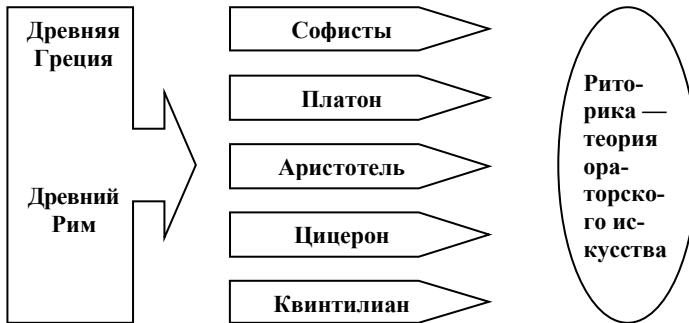 Древняя
Греция
Древний
Рим
Софисты
Платон
Аристотель
Цицерон
Квинтилиан
Рито-
рика —
теория
ора-
торско-
го ис-
кусства